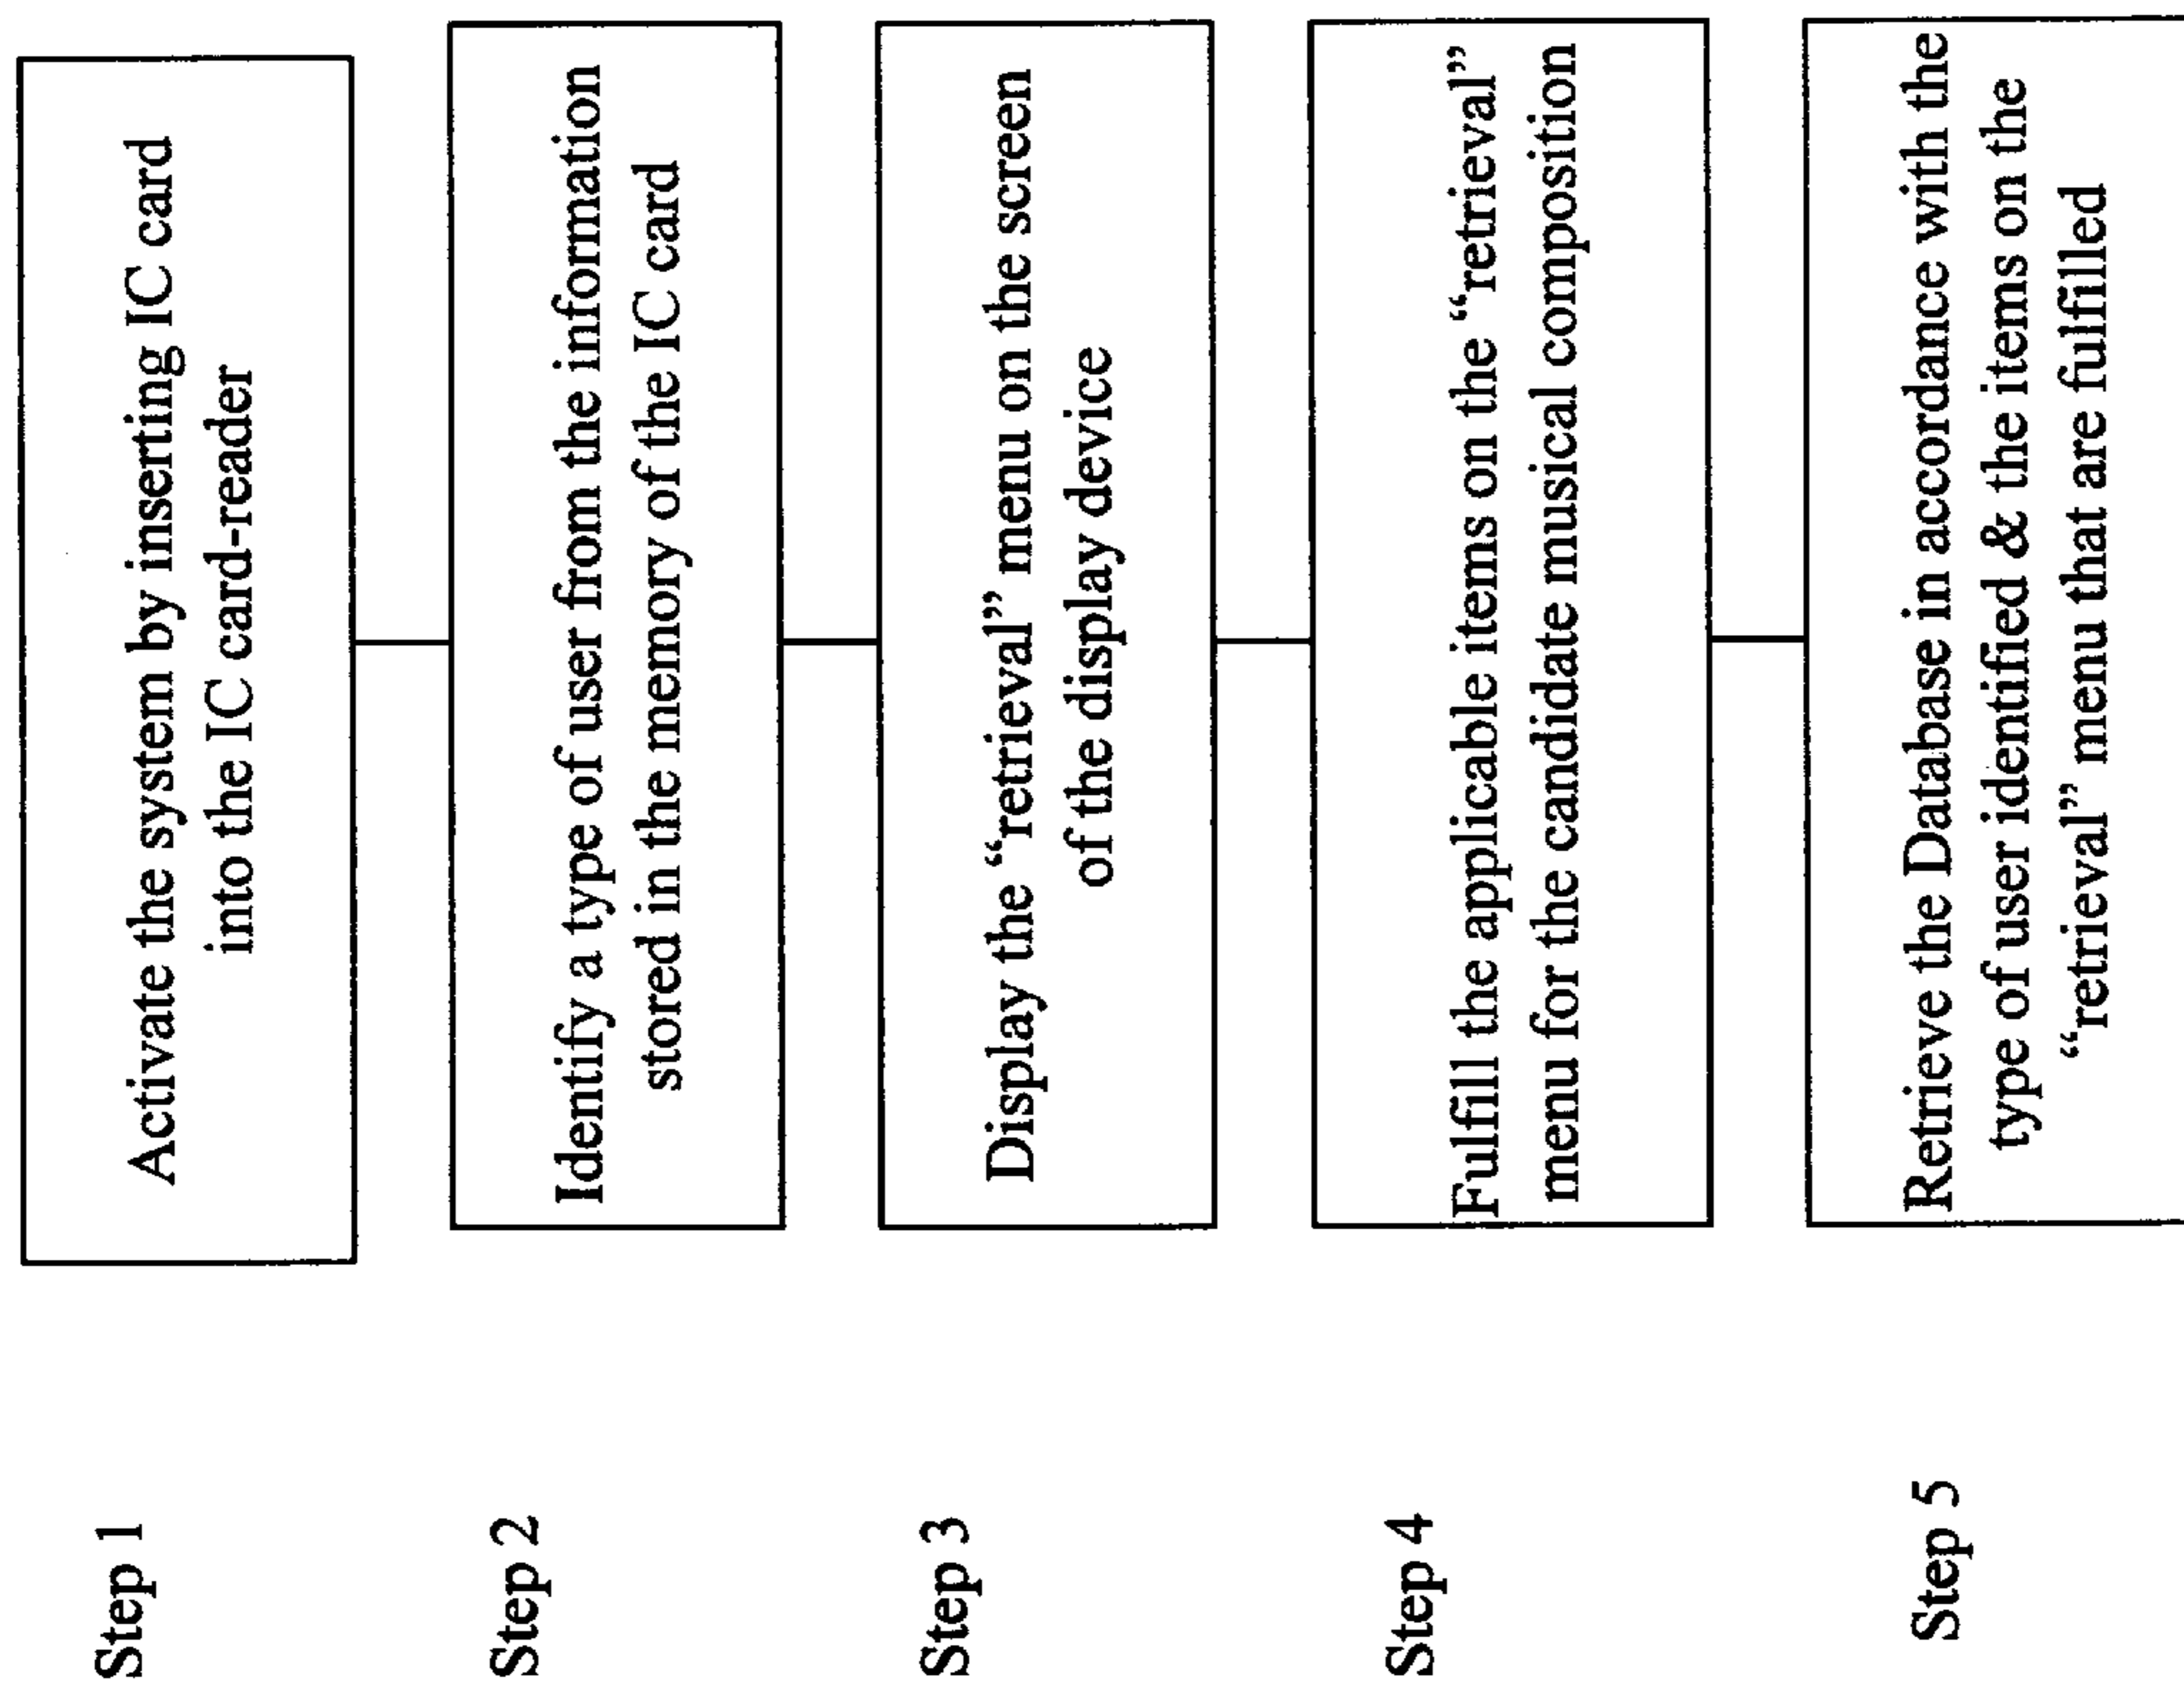 Step 1
Activate the system by inserting IC card
into the IC card-reader
Step 2
Identify a type of user from the information
stored in the memory of the IC card
Step 3
Display the “retrieval” menu on the screen
of the display device
Step 4
Fulfill the applicable items on the “retrieval”
menu for the candidate musical composition
Step 5
Retrieve the Database in accordance with the
type of user identified & the items on the
“retrieval” menu that are fulfilled